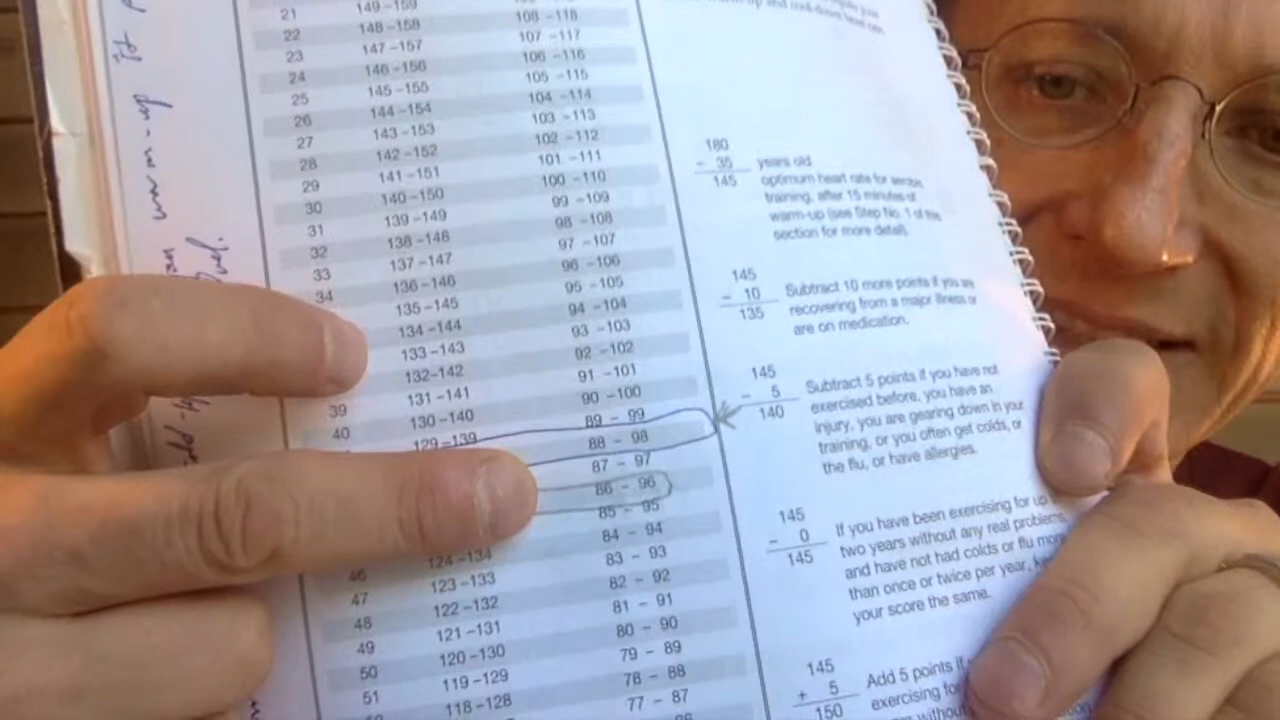 21 149-159 108-118
22 148-158 107-117
23 147-157 106-116
24 146-156 105-115
25 145-155 104-114
26 144-154 103-113
27 143-153 102-112
28 142-152 101-111
29 141-151 100-110
30 140-150 99-109
31 139-149 98-108
32 138-148 97-107
33 137-147 96-106
34 136-146 95-105
135-145 94-104
134-144 93-103
133-143 92-102
132-142 91-101
39 131-141 90-100
40 130-140 89-99
129-139 88-98
87-97
86-96
85-95
84-94
46 124-134 83-93
47 123-133 82-92
48 122-132 81-91
49 121-131 80-90
50 120-130 79-89
51 119-129 78-88
118-128 77-87
180
- 35 years old
145 optimum heart rate for aerobic
training, after 15 minutes of
warm-up (see Step No. 1 of this
section for more detail).
145
- 10 Subtract 10 more points if you are
135 recovering from a major illness or
are on medication.
145
- 5 Subtract 5 points if you have not
140 exercised before, you have an
injury, you are gearing down in your
training, or you often get colds, or
the flu, or have allergies.
145
- 0 If you have been exercising for up
145 two years without any real problems,
and have not had colds or flu more
than once or twice per year,
your score the same.
145
+ 5 Add 5 points if
150 exercising for
without